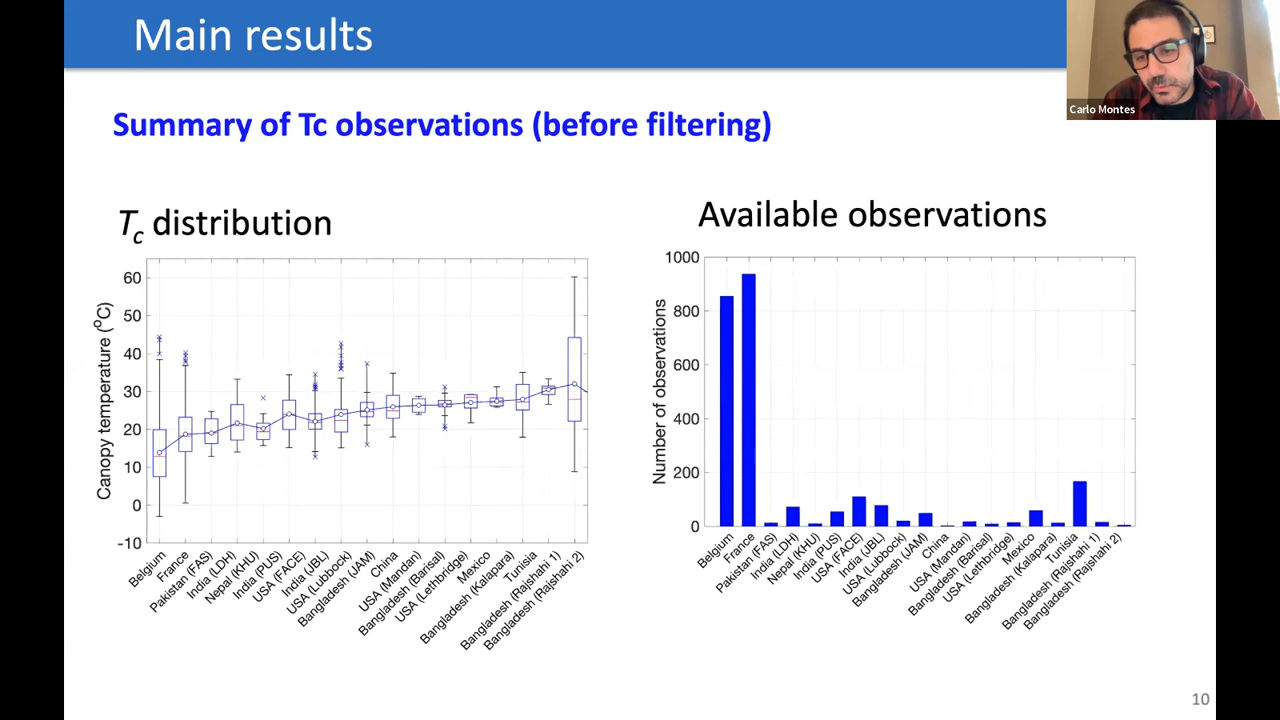 Main results
Carlo Montes
Summary of Tc observations (before filtering)
Tc distribution
Available observations
Canopy temperature (°C)
60
50
40
30
20
10
0
-10
Belgium
France
Pakistan (FAS)
India (LDH)
Nepal (KHU)
India (PUS)
USA (FACE)
India (JBL)
USA (Lubbock)
Bangladesh (JAM)
China
USA (Mandan)
Bangladesh (Barisal)
USA (Lethbridge)
Mexico
Bangladesh (Kalapara)
Tunisia
Bangladesh (Rajshahi 1)
Bangladesh (Rajshahi 2)
Number of observations
1000
800
600
400
200
0
Belgium
France
Pakistan (FAS)
India (LDH)
Nepal (KHU)
India (PUS)
USA (FACE)
India (JBL)
USA (Lubbock)
Bangladesh (JAM)
China
USA (Mandan)
Bangladesh (Barisal)
USA (Lethbridge)
Mexico
Bangladesh (Kalapara)
Tunisia
Bangladesh (Rajshahi 1)
Bangladesh (Rajshahi 2)
10